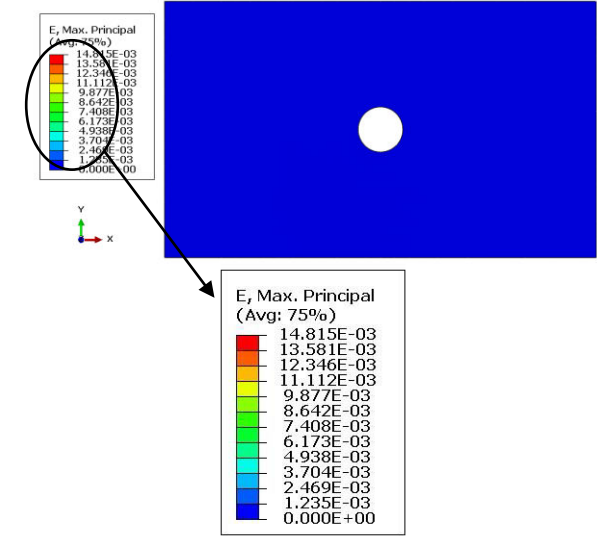 E, Max. Principal
(Avg: 75%)
14.815E-03
13.581E-03
12.346E-03
11.112E-03
9.877E-03
8.642E-03
7.408E-03
6.173E-03
4.938E-03
3.704E-03
2.469E-03
1.235E-03
0.000E+00
Y
X
E, Max. Principal
(Avg: 75%)
14.815E-03
13.581E-03
12.346E-03
11.112E-03
9.877E-03
8.642E-03
7.408E-03
6.173E-03
4.938E-03
3.704E-03
2.469E-03
1.235E-03
0.000E+00